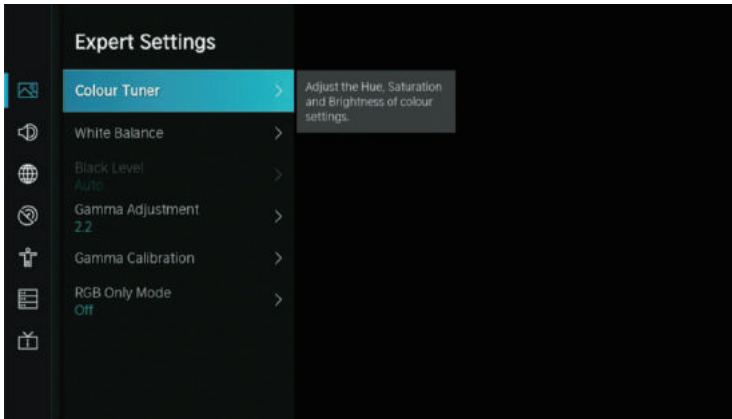 Expert Settings
Colour Tuner
Adjust the Hue, Saturation
and Brightness of colour
settings.
White Balance
Black Level
Auto
Gamma Adjustment
2.2
Gamma Calibration
RGB Only Mode
Off